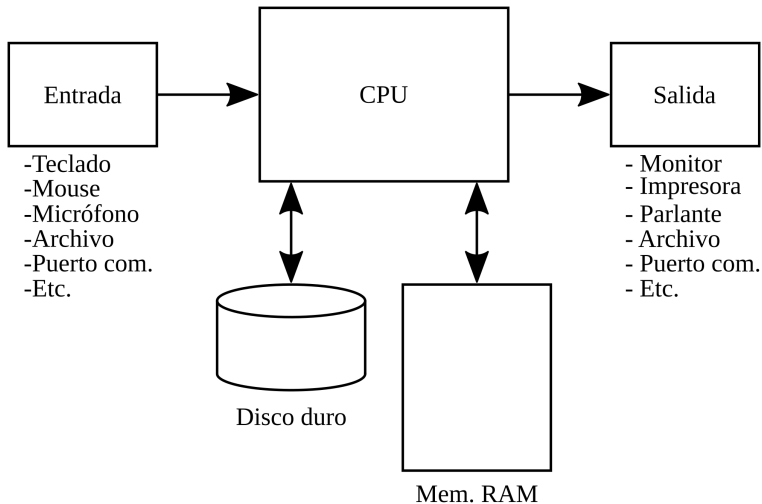 Entrada
CPU
Salida
-Teclado
-Mouse
-Micrófono
-Archivo
-Puerto com.
-Etc.
- Monitor
- Impresora
- Parlante
- Archivo
- Puerto com.
- Etc.
Disco duro
Mem. RAM